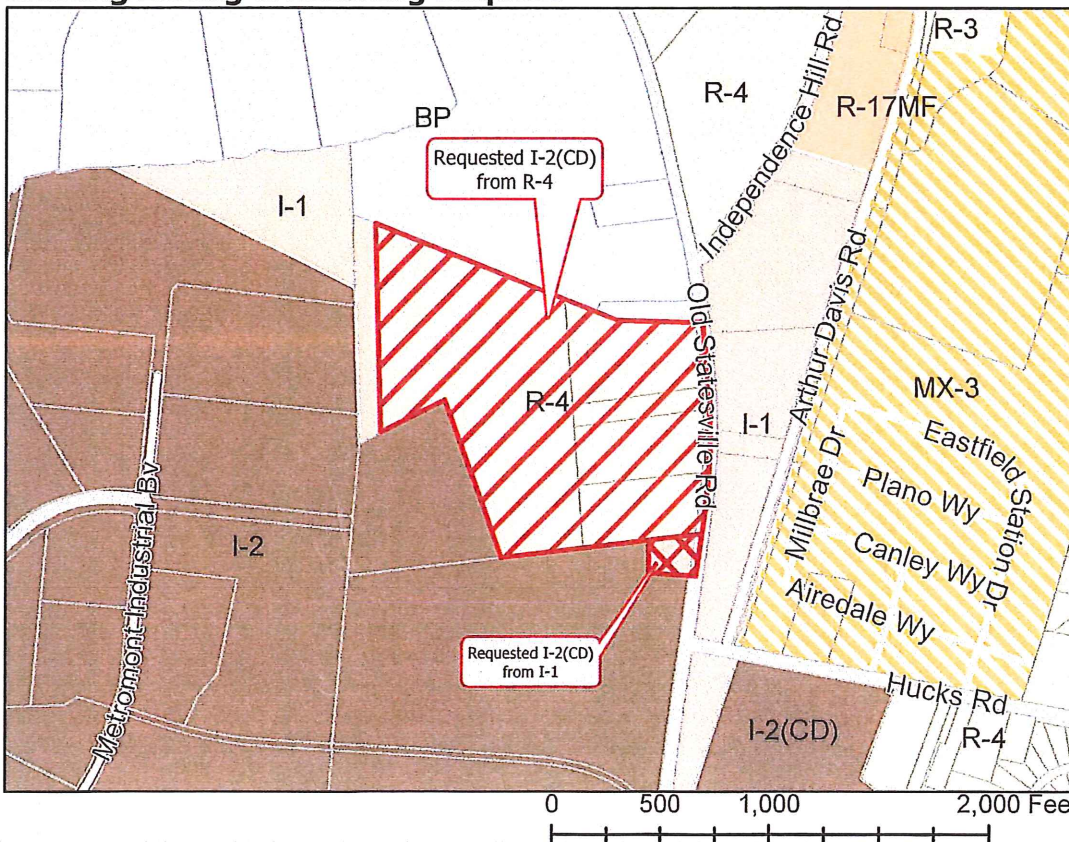 R-3
R-4
Independence Hill Rd
R-17MF
BP
Requested I-2(CD)
from R-4
I-1
Old Statesville Rd
Arthur Davis Rd
R-4
I-1
MX-3
Eastfield Station Dr
Millbrae Dr
Plano Wy
Canley Wy
Airedale Wy
I-2
Metromont Industrial Bv
Requested I-2(CD)
from I-1
Hucks Rd
I-2(CD)
R-4
0 500 1,000 2,000 Fee